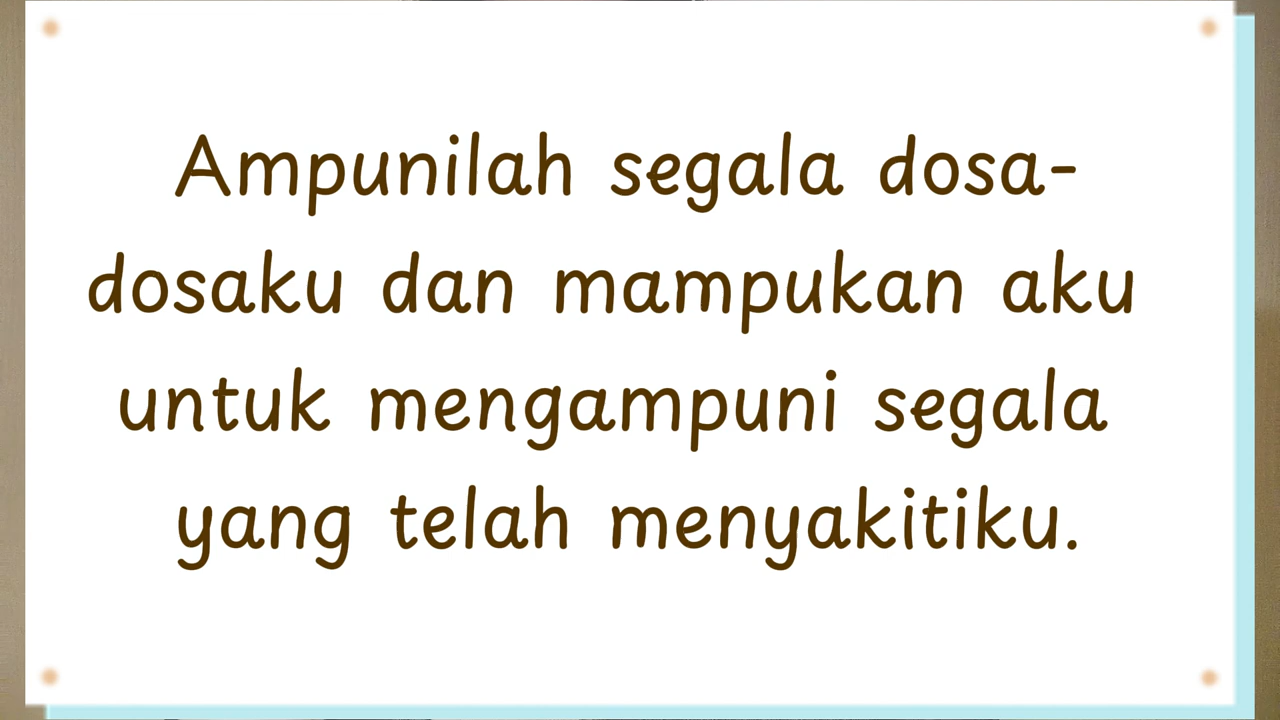 Ampunilah segala dosa-
dosaku dan mampukan aku
untuk mengampuni segala
yang telah menyakitiku.